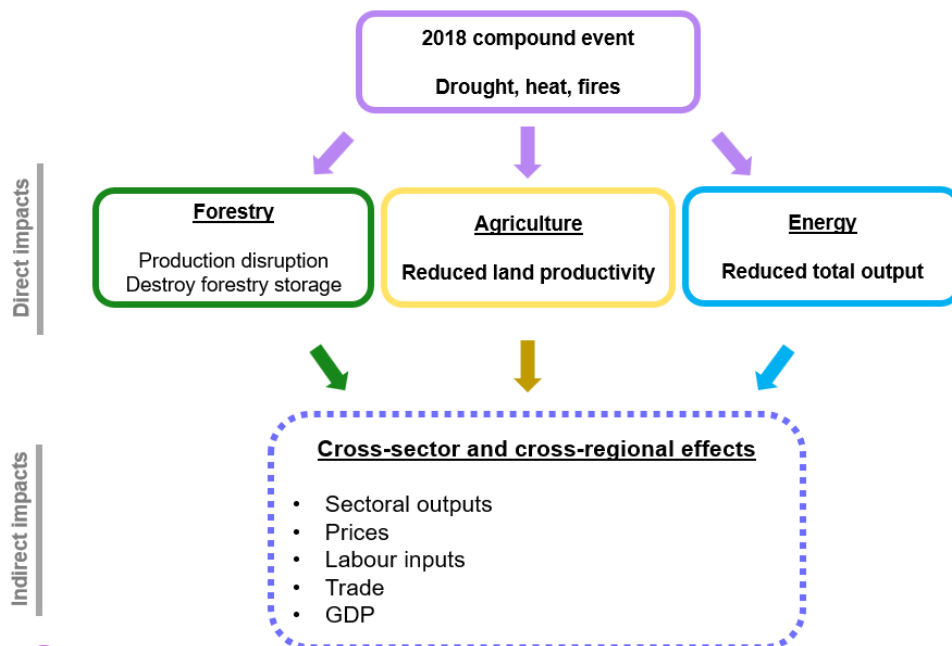 2018 compound event
Drought, heat, fires
Direct impacts
Forestry
Production disruption
Destroy forestry storage
Agriculture
Reduced land productivity
Energy
Reduced total output
Indirect impacts
Cross-sector and cross-regional effects
• Sectoral outputs
• Prices
• Labour inputs
• Trade
• GDP